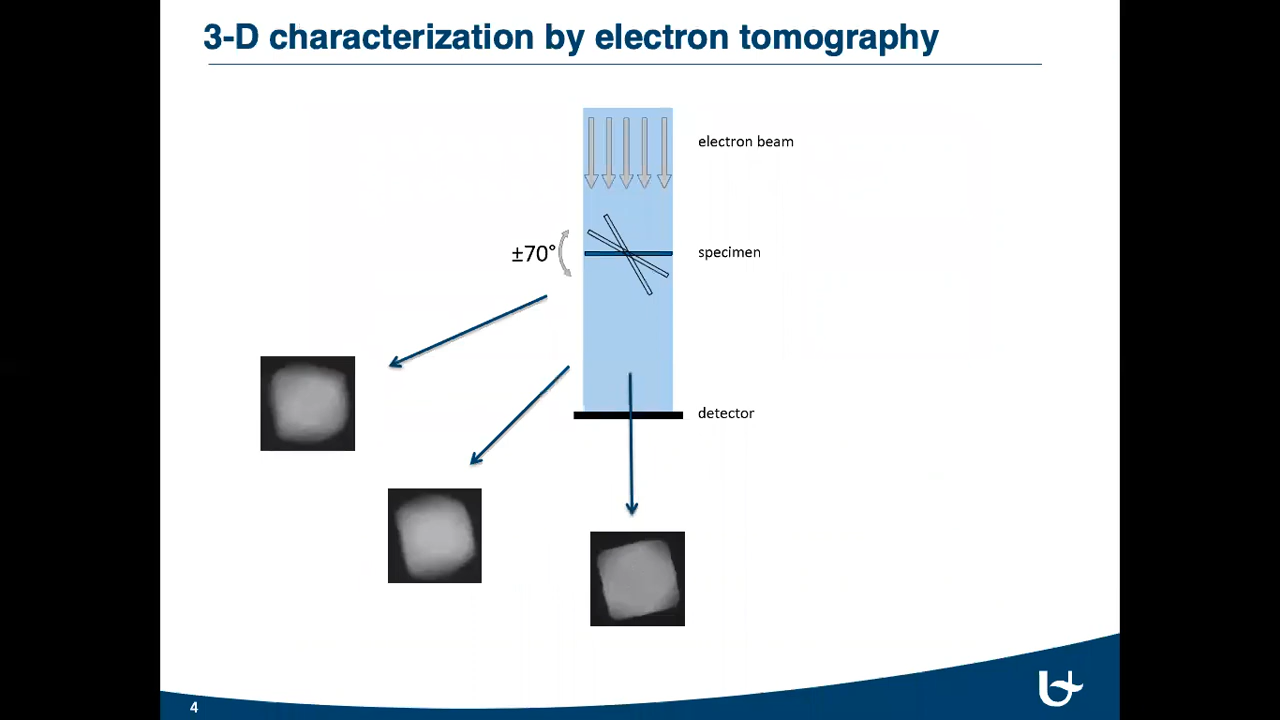 3-D characterization by electron tomography
electron beam
±70°
specimen
detector
4